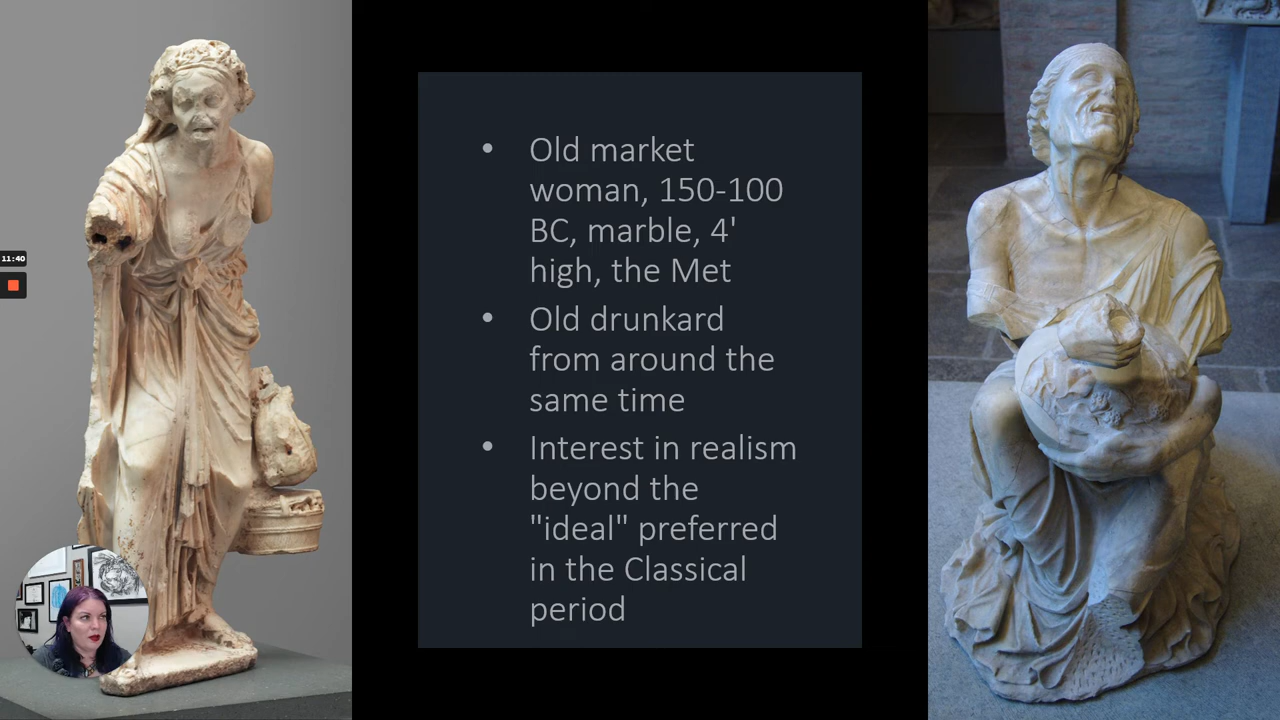 • Old market
woman, 150-100
BC, marble, 4'
high, the Met
• Old drunkard
from around the
same time
• Interest in realism
beyond the
"ideal" preferred
in the Classical
period
11:40